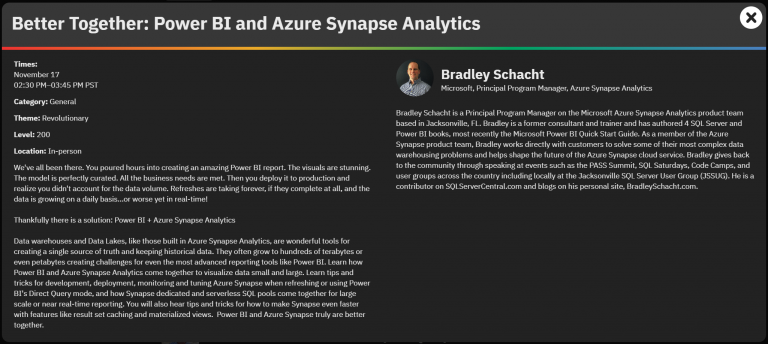 Better Together: Power BI and Azure Synapse Analytics
Times:
November 17
02:30 PM–03:45 PM PST
Category: General
Theme: Revolutionary
Level: 200
Location: In-person
We've all been there. You poured hours into creating an amazing Power BI report. The visuals are stunning.
The model is perfectly curated. All the business needs are met. Then you deploy it to production and
realize you didn't account for the data volume. Refreshes are taking forever, if they complete at all, and the
data is growing on a daily basis...or worse yet in real-time!
Thankfully there is a solution: Power BI + Azure Synapse Analytics
Data warehouses and Data Lakes, like those built in Azure Synapse Analytics, are wonderful tools for
creating a single source of truth and keeping historical data. They often grow to hundreds of terabytes or
even petabytes creating challenges for even the most advanced reporting tools like Power BI. Learn how
Power BI and Azure Synapse Analytics come together to visualize data small and large. Learn tips and
tricks for development, deployment, monitoring and tuning Azure Synapse when refreshing or using Power
BI's Direct Query mode, and how Synapse dedicated and serverless SQL pools come together for large
scale or near real-time reporting. You will also hear tips and tricks for how to make Synapse even faster
with features like result set caching and materialized views.  Power BI and Azure Synapse truly are better
together.
Bradley Schacht
Microsoft, Principal Program Manager, Azure Synapse Analytics
Bradley Schacht is a Principal Program Manager on the Microsoft Azure Synapse Analytics product team
based in Jacksonville, FL. Bradley is a former consultant and trainer and has authored 4 SQL Server and
Power BI books, most recently the Microsoft Power BI Quick Start Guide. As a member of the Azure
Synapse product team, Bradley works directly with customers to solve some of their most complex data
warehousing problems and helps shape the future of the Azure Synapse cloud service. Bradley gives back
to the community through speaking at events such as the PASS Summit, SQL Saturdays, Code Camps, and
user groups across the country including locally at the Jacksonville SQL Server User Group (JSSUG). He is a
contributor on SQLServerCentral.com and blogs on his personal site, BradleySchacht.com.